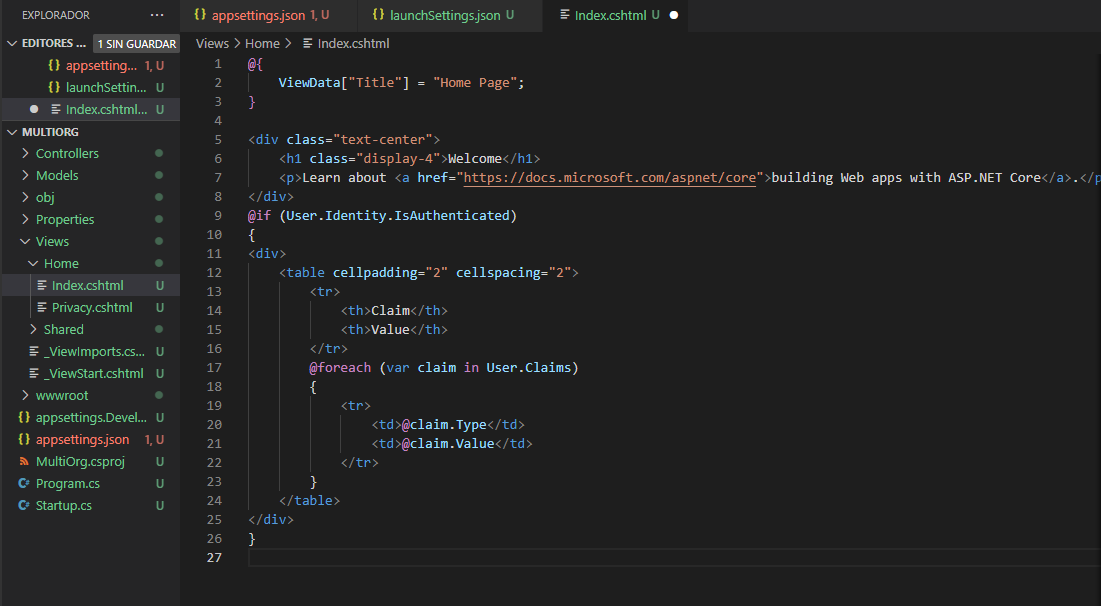 EXPLORADOR ...
EDITORES ... 1 SIN GUARDAR
{} appsetting... 1, U
{} launchSettin... U
Index.cshtml... U
MULTIORG
Controllers
Models
obj
Properties
Views
Home
Index.cshtml U
Privacy.cshtml U
Shared
_ViewImports.cs... U
_ViewStart.cshtml U
wwwroot
{} appsettings.Devel... U
{} appsettings.json 1, U
MultiOrg.csproj U
C# Program.cs U
C# Startup.cs U
{} appsettings.json 1, U {} launchSettings.json U Index.cshtml U
Views > Home > Index.cshtml
1 @{
2 ViewData["Title"] = "Home Page";
3 }
4
5 <div class="text-center">
6 <h1 class="display-4">Welcome</h1>
7 <p>Learn about <a href="https://docs.microsoft.com/aspnet/core">building Web apps with ASP.NET Core</a>.</p
8 </div>
9 @if (User.Identity.IsAuthenticated)
10 {
11 <div>
12 <table cellpadding="2" cellspacing="2">
13 <tr>
14 <th>Claim</th>
15 <th>Value</th>
16 </tr>
17 @foreach (var claim in User.Claims)
18 {
19 <tr>
20 <td>@claim.Type</td>
21 <td>@claim.Value</td>
22 </tr>
23 }
24 </table>
25 </div>
26 }
27